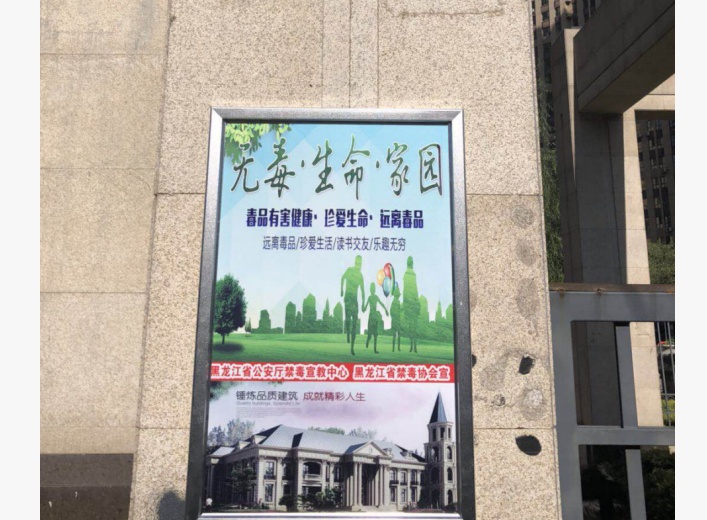 无毒·生命·家园
毒品有害健康·珍爱生命·远离毒品
远离毒品/珍爱生活/读书交友/乐趣无穷
黑龙江省公安厅禁毒宣教中心 黑龙江省禁毒协会宣
锤炼品质建筑 成就精彩人生